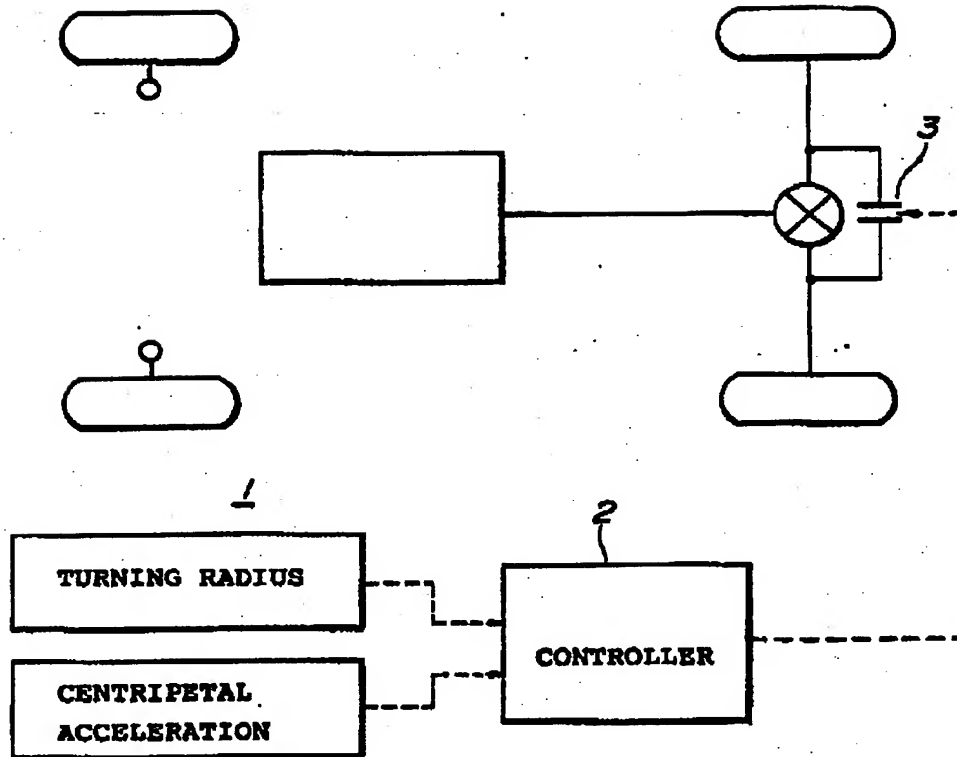 3
1
2
TURNING RADIUS
CONTROLLER
CENTRIPETAL
ACCELERATION